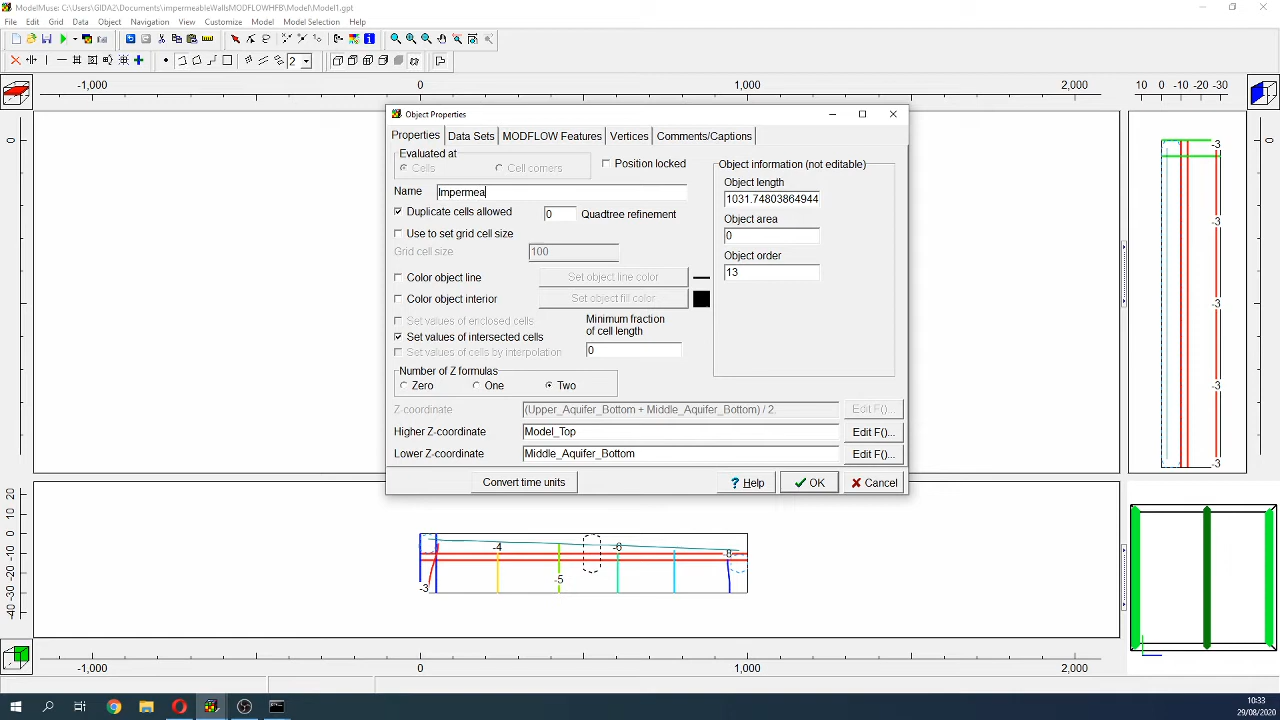 ModelMuse: C:\Users\GIDAZ\Documents\impermeableWallsMODFLOWHFB\Model\Model1.gpt
File Edit Grid Data Object Navigation View Customize Model Model Selection Help
2
-1,000 0 1,000 2,000 10 0 -10 -20 -30
Object Properties
Properties Data Sets MODFLOW Features Vertices Comments/Captions
Evaluated at
Cells Cell corners
Position locked
Name Impermea
Duplicate cells allowed 0 Quadtree refinement
Use to set grid cell size
Grid cell size 100
Color object line Set object line color
Color object interior Set object fill color
Set values of enclosed cells
Set values of intersected cells
Set values of cells by interpolation
Minimum fraction
of cell length
0
Number of Z formulas
Zero One Two
Z coordinate (Upper_Aquifer_Bottom + Middle_Aquifer_Bottom) / 2 Edit F()...
Higher Z-coordinate Model_Top Edit F()...
Lower Z-coordinate Middle_Aquifer_Bottom Edit F()...
Object information (not editable)
Object length
1031.74803864944
Object area
0
Object order
13
Convert time units Help OK Cancel
0
-3
-3
-3
-3
-3
0
20
10
0
-10
-20
-30
-40
-4 -6 -8
-5
-3
-1,000 0 1,000 2,000
10:33
29/08/2020